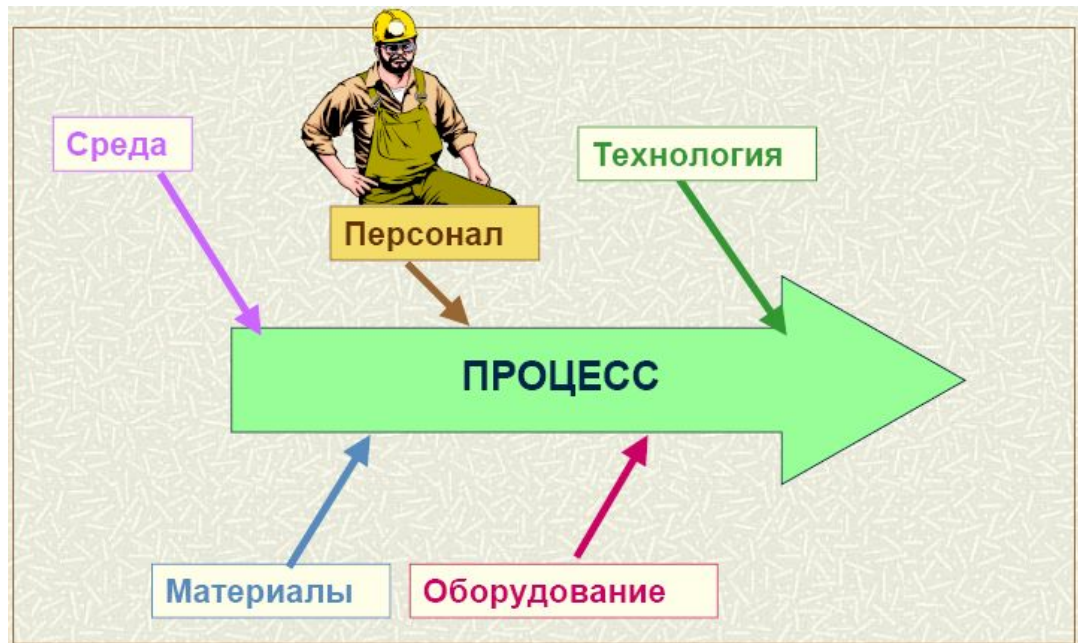 Среда
Технология
Персонал
ПРОЦЕСС
Материалы
Оборудование